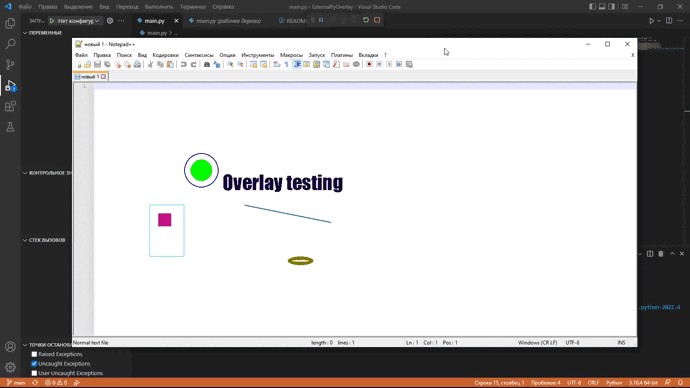 Файл Правка Выделение Вид Переход Выполнить Терминал Справка
main.py - ExternalflyOverlay - Visual Studio Code
ЗАПУ... Нет конфигур
main.py
main.py (рабочее дерево)
README
ПЕРЕМЕННЫЕ
main.py > ...
новый 1 - Notepad++
Файл Правка Поиск Вид Кодировки Синтаксисы Опции Инструменты Макросы Запуск Плагины Вкладки ?
X
новый 1
1
Overlay testing
КОНТРОЛЬНОЕ ЗН
СТЕК ВЫЗОВОВ
.python-2022.4
Normal text file
length : 0 lines : 1
Ln : 1 Col : 1 Pos : 1
Windows (CR LF)
UTF-8
INS
ТОЧКИ ОСТАНОВА
Raised Exceptions
Uncaught Exceptions
User Uncaught Exceptions
main
0 0
Строка 15, столбец 1
Пробелов: 4
UTF-8
CRLF
Python
3.10.4 64-bit